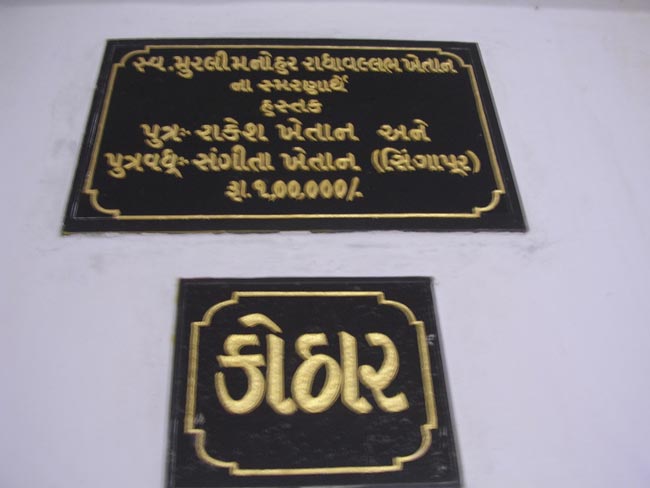 સ્વ. મુરલીમનોહર રાધાવલ્લભ ખેતાન
ના સ્મરણાર્થે
હસ્તક
પુત્રઃ- રાકેશ ખેતાન અને
પુત્રવધૂઃ- સંગીતા ખેતાન (સિંગાપૂર)
રૂા. ૧,૦૦,૦૦૦/-
કોઠાર